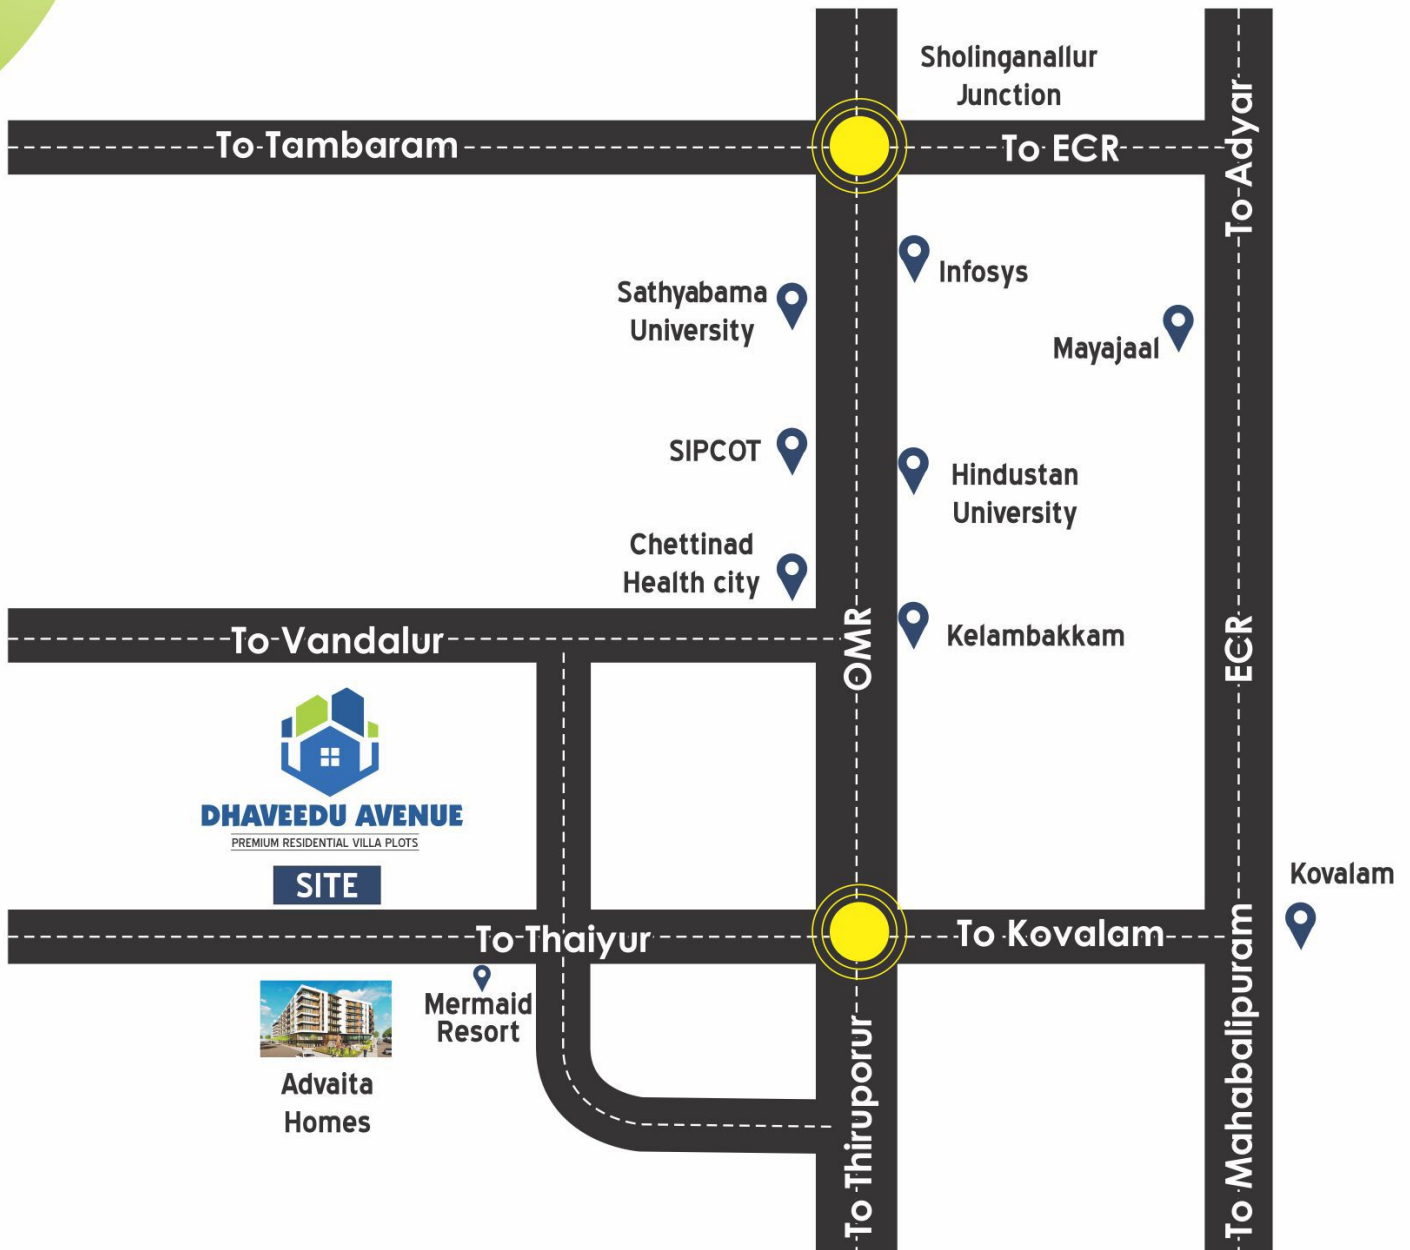 Sholinganallur
Junction
To Tambaram
To ECR
To Adyar
Infosys
Sathyabama
University
Mayajaal
SIPCOT
Hindustan
University
Chettinad
Health city
To Vandalur
OMR
Kelambakkam
ECR
DHAVEEDU AVENUE
PREMIUM RESIDENTIAL VILLA PLOTS
SITE
Kovalam
To Thaiyur
To Kovalam
Mermaid
Resort
Advaita
Homes
To Thiruporur
To Mahabalipuram